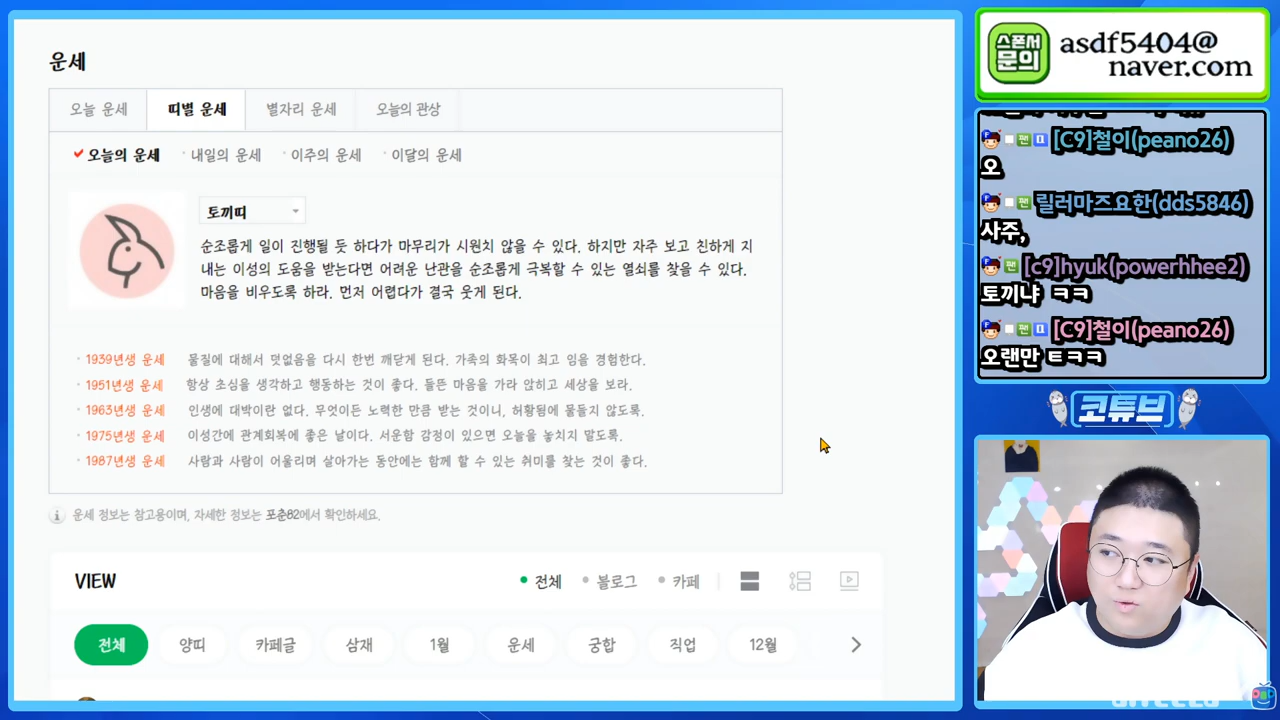 운세
오늘 운세
띠별 운세
별자리 운세
오늘의 관상
오늘의 운세
내일의 운세
이주의 운세
이달의 운세
토끼띠
순조롭게 일이 진행될 듯 하다가 마무리가 시원치 않을 수 있다. 하지만 자주 보고 친하게 지
내는 이성의 도움을 받는다면 어려운 난관을 순조롭게 극복할 수 있는 열쇠를 찾을 수 있다.
마음을 비우도록 하라. 먼저 어렵다가 결국 웃게 된다.
1939년생 운세 물질에 대해서 덧없음을 다시 한번 깨닫게 된다. 가족의 화목이 최고 임을 경험한다.
1951년생 운세 항상 초심을 생각하고 행동하는 것이 좋다. 들뜬 마음을 가라 앉히고 세상을 보라.
1963년생 운세 인생에 대박이란 없다. 무엇이든 노력한 만큼 받는 것이니, 허황됨에 물들지 않도록.
1975년생 운세 이성간에 관계회복에 좋은 날이다. 서운함 감정이 있으면 오늘을 놓치지 말도록.
1987년생 운세 사람과 사람이 어울리며 살아가는 동안에는 함께 할 수 있는 취미를 찾는 것이 좋다.
운세 정보는 참고용이며, 자세한 정보는 포춘82에서 확인하세요.
VIEW
전체
블로그
카페
전체
양띠
카페글
삼재
1월
운세
궁합
직업
12월
스폰서
문의
asdf5404@
naver.com
팬 [C9]철이(peano26)
오
팬 릴러마즈요한(dds5846)
사주,
팬 [c9]hyuk(powerhhee2)
토끼냐 ㅋㅋ
팬 [C9]철이(peano26)
오랜만 ㅌㅋㅋ
코튜브